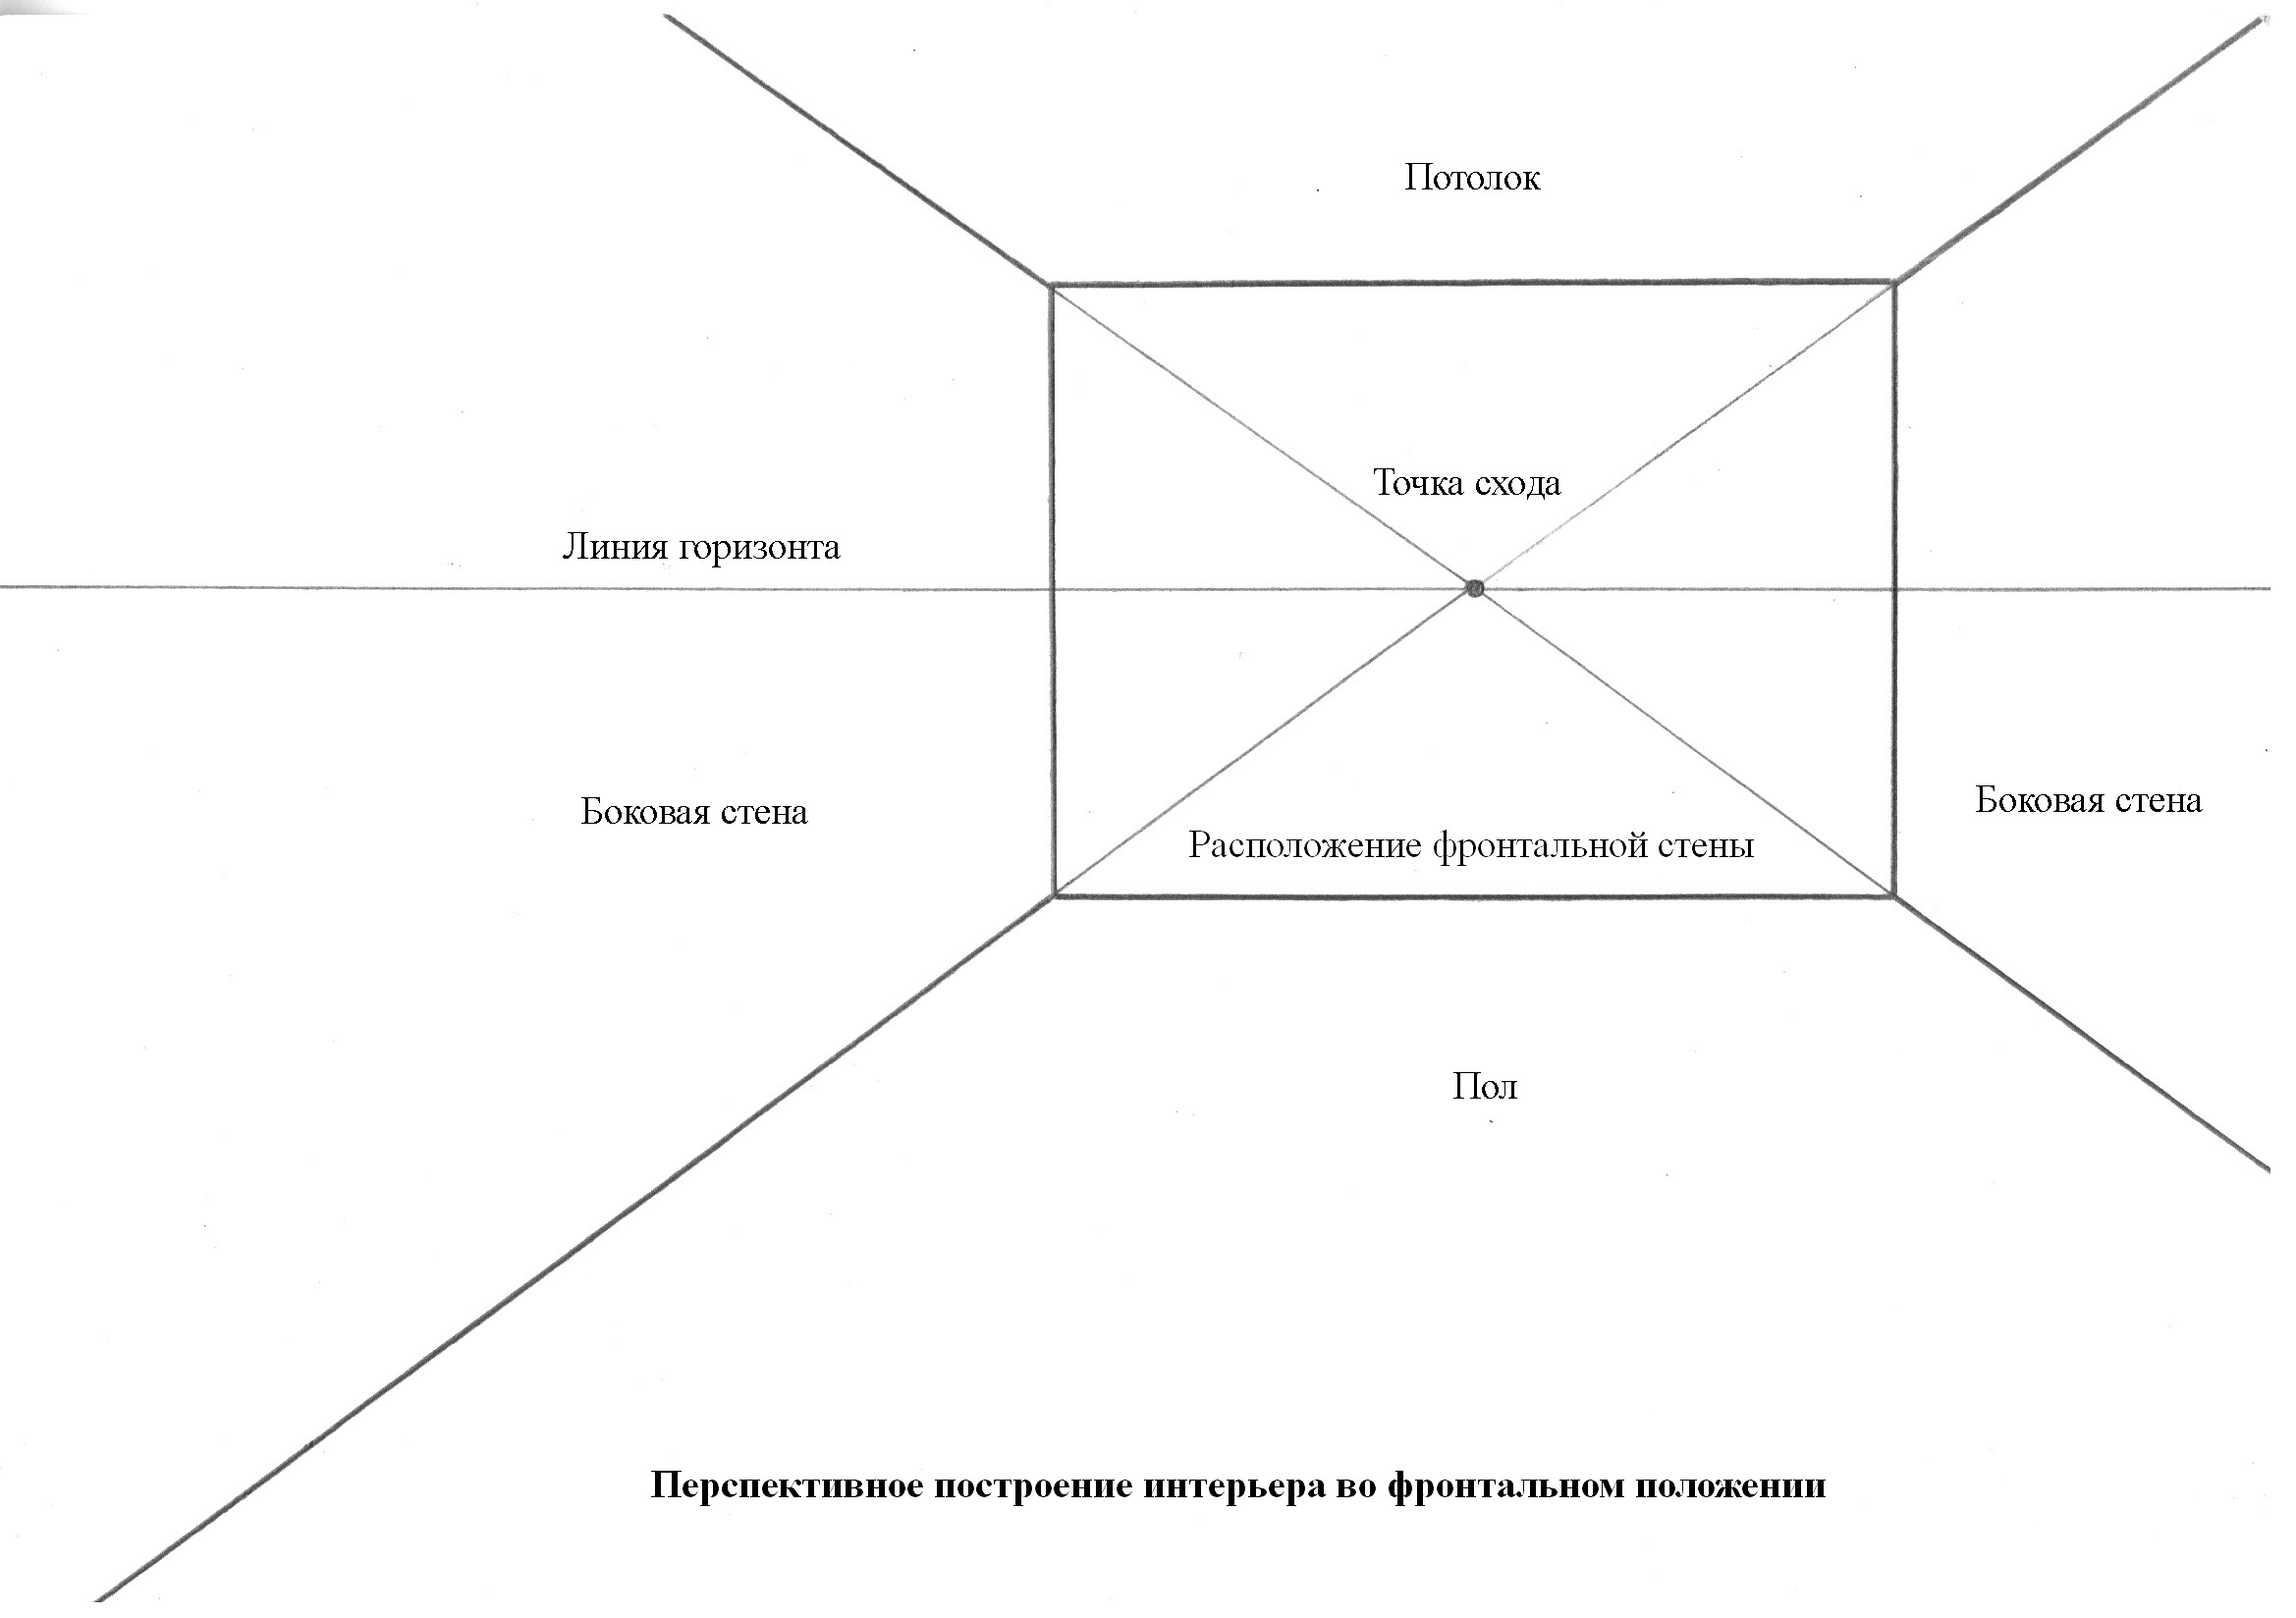 Потолок
Точка схода
Линия горизонта
Боковая стена
Боковая стена
Расположение фронтальной стены
Пол
Перспективное построение интерьера во фронтальном положении